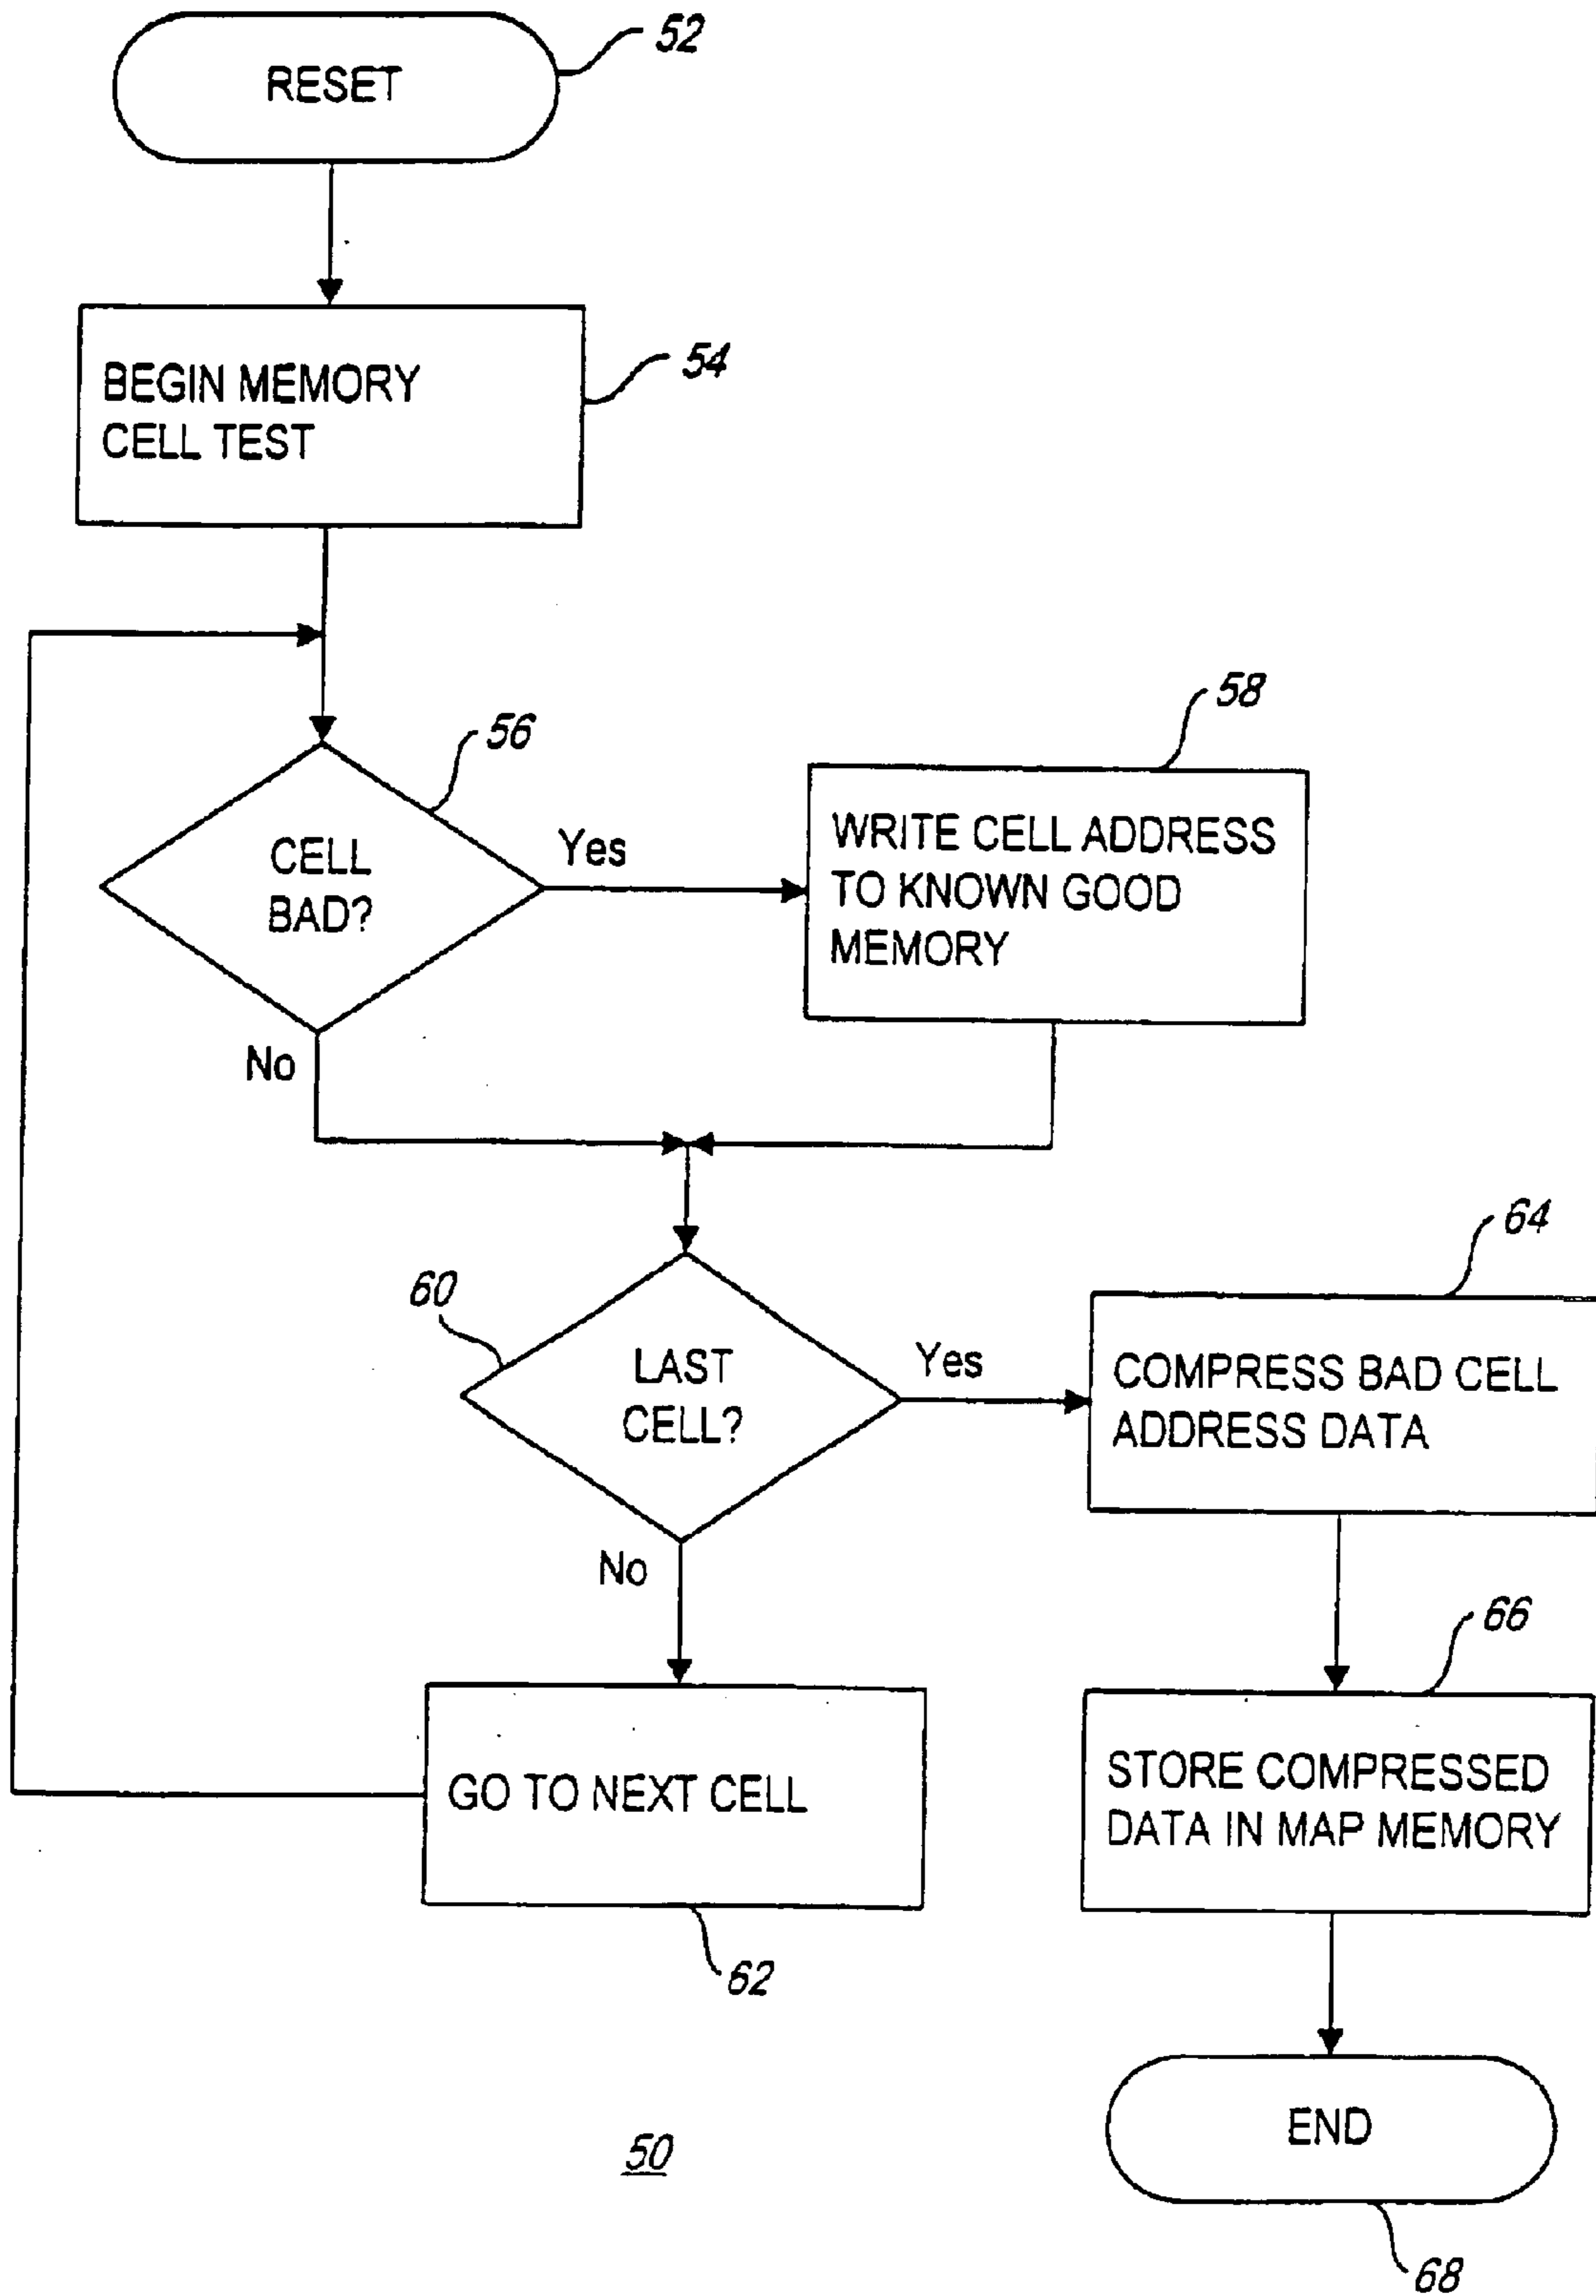 RESET
52
BEGIN MEMORY
CELL TEST
54
CELL
BAD?
56
Yes
No
WRITE CELL ADDRESS
TO KNOWN GOOD
MEMORY
58
LAST
CELL?
60
Yes
No
COMPRESS BAD CELL
ADDRESS DATA
64
GO TO NEXT CELL
62
STORE COMPRESSED
DATA IN MAP MEMORY
66
END
68
50